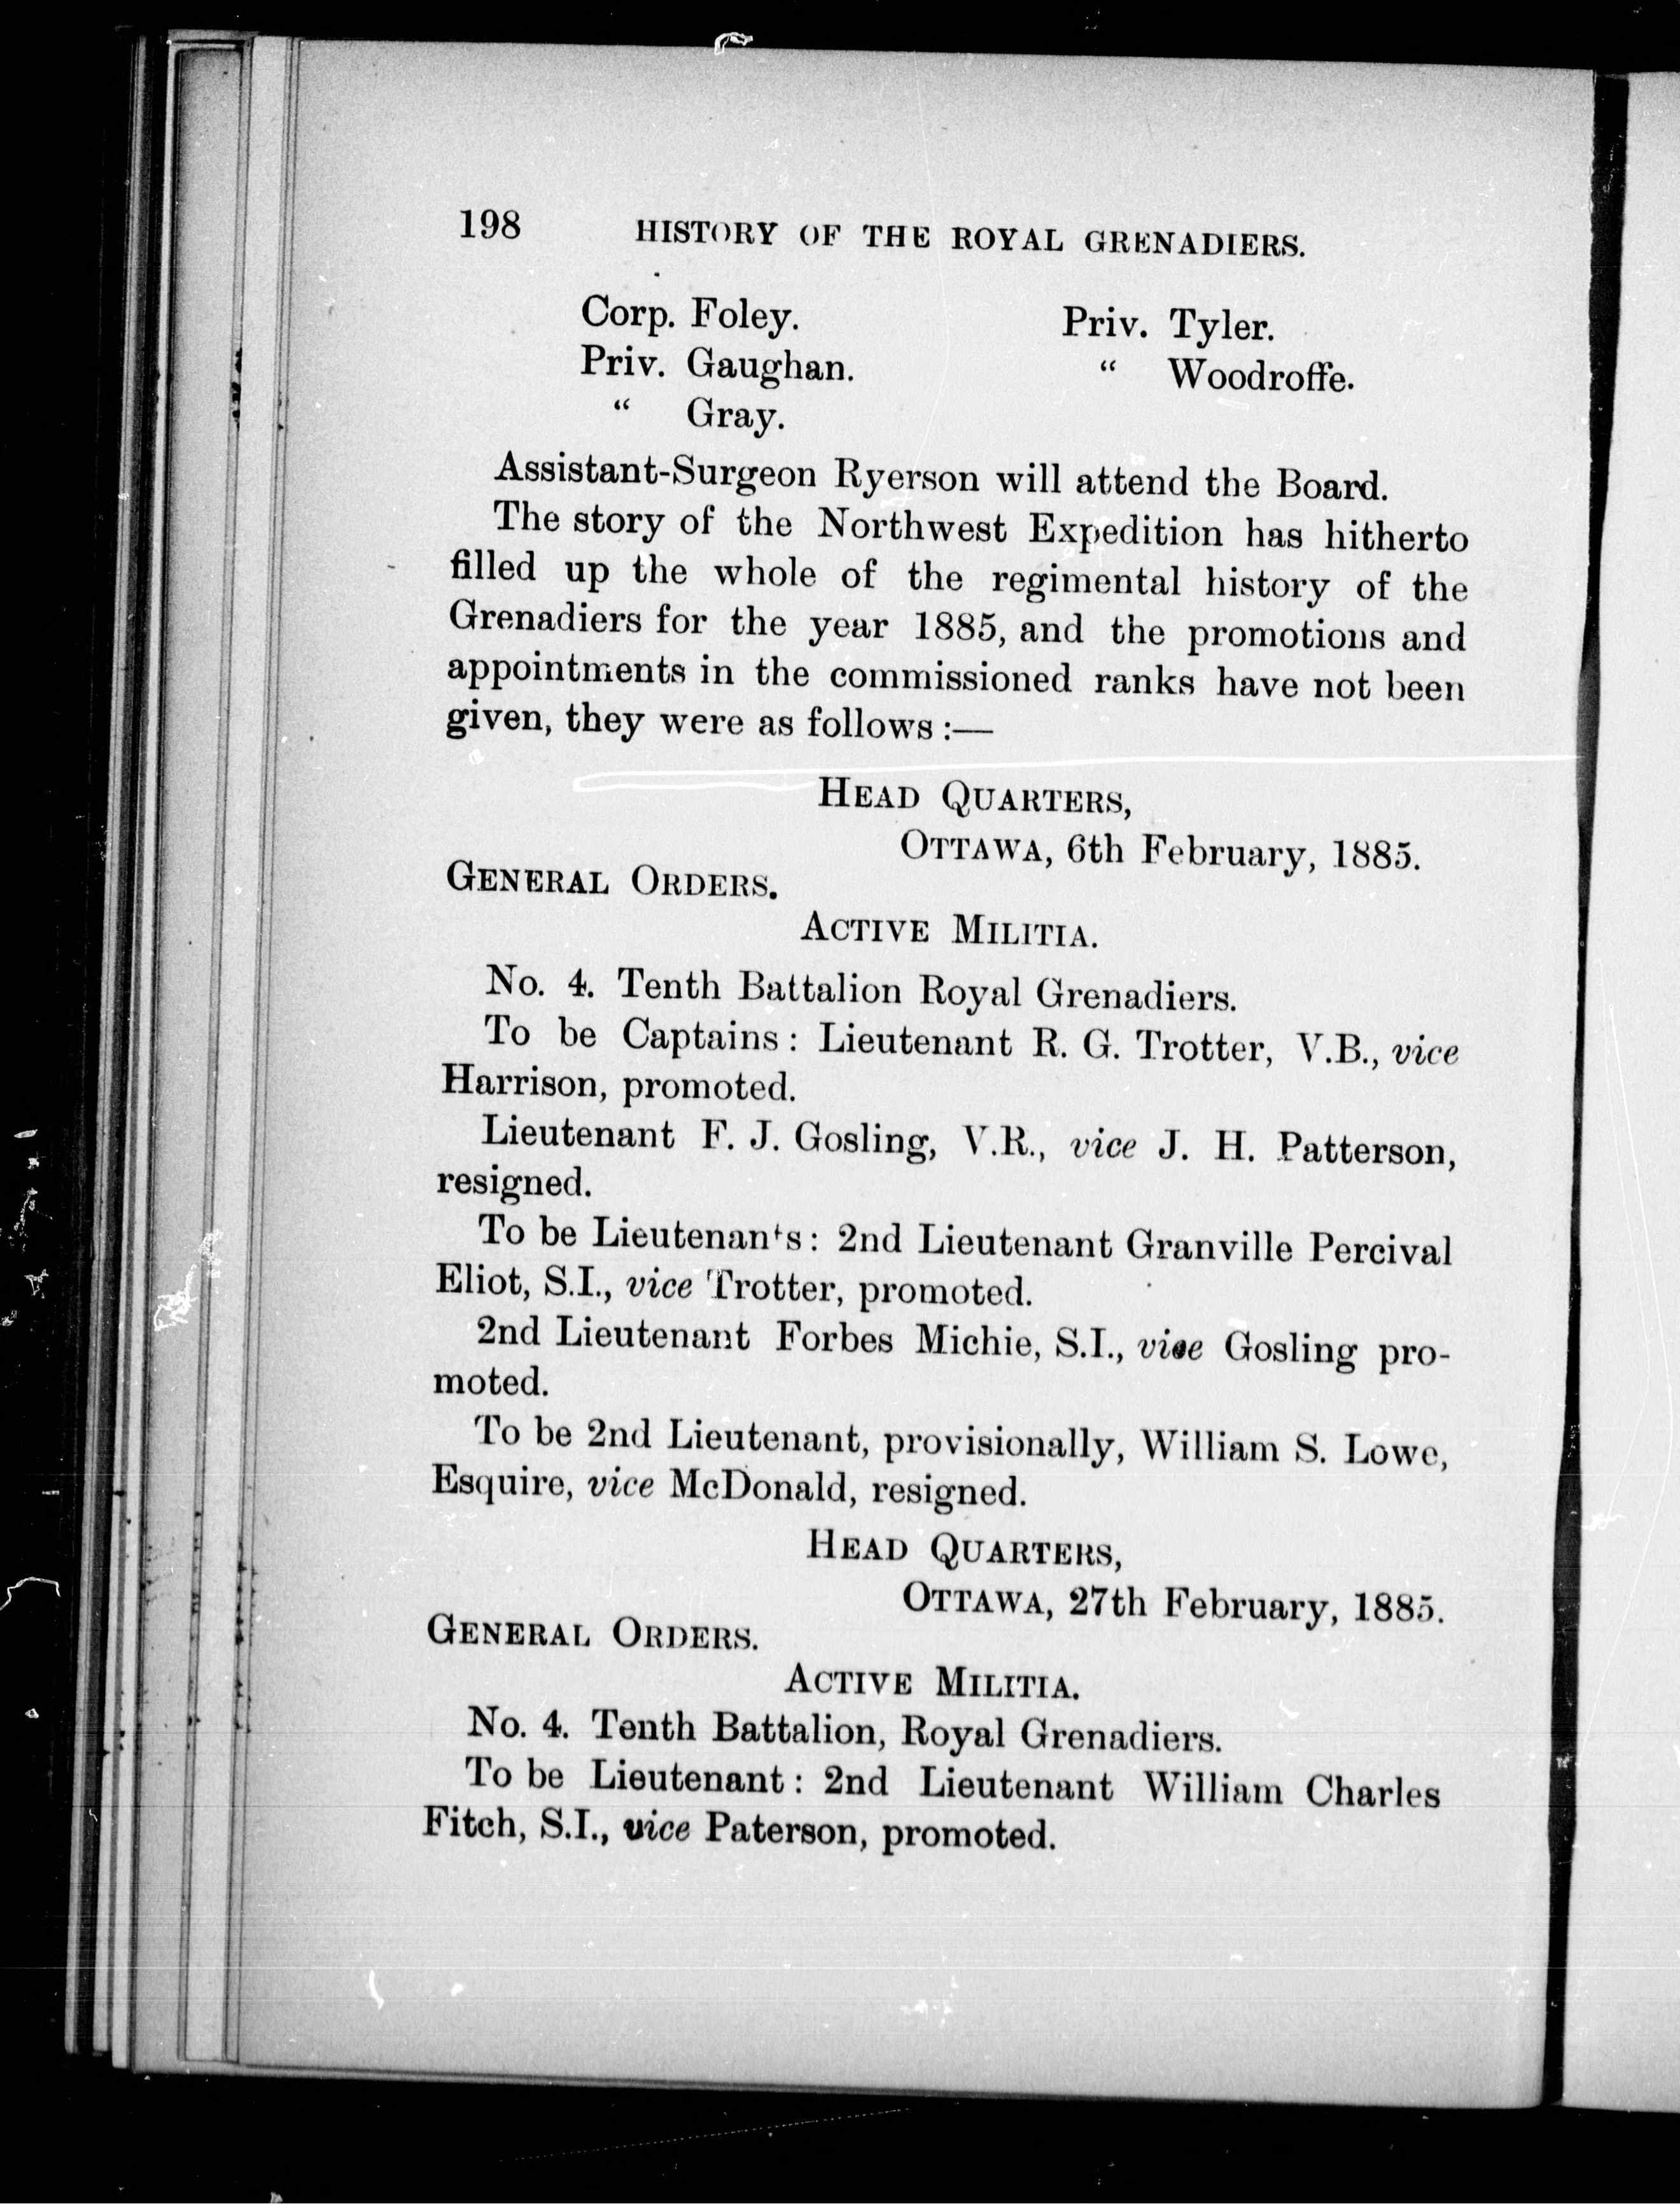 198 HISTORY OF THE ROYAL GRENADIERS.
Corp. Foley. Priv. Tyler.
Priv. Gaughan. “ Woodroffe.
“ Gray.
Assistant-Surgeon Ryerson will attend the Board.
The story of the Northwest Expedition has hitherto
filled up the whole of the regimental history of the
Grenadiers for the year 1885, and the promotions and
appointments in the commissioned ranks have not been
given, they were as follows :—
HEAD QUARTERS,
OTTAWA, 6th February, 1885.
GENERAL ORDERS.
ACTIVE MILITIA.
No. 4. Tenth Battalion Royal Grenadiers.
To be Captains : Lieutenant R. G. Trotter, V.B., vice
Harrison, promoted.
Lieutenant F. J. Gosling, V.R., vice J. H. Patterson,
resigned.
To be Lieutenants : 2nd Lieutenant Granville Percival
Eliot, S.I., vice Trotter, promoted.
2nd Lieutenant Forbes Michie, S.I., vice Gosling pro-
moted.
To be 2nd Lieutenant, provisionally, William S. Lowe,
Esquire, vice McDonald, resigned.
HEAD QUARTERS,
OTTAWA, 27th February, 1885.
GENERAL ORDERS.
ACTIVE MILITIA.
No. 4. Tenth Battalion, Royal Grenadiers.
To be Lieutenant : 2nd Lieutenant William Charles
Fitch, S.I., vice Paterson, promoted.